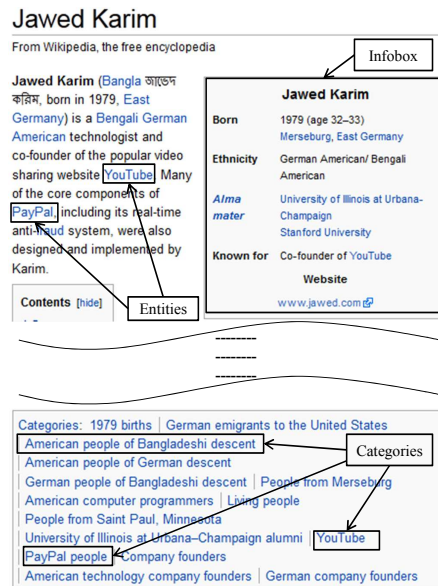 Jawed Karim
From Wikipedia, the free encyclopedia
Infobox
Jawed Karim (Bangla জাভেদ
করিম, born in 1979, East
Germany) is a Bengali German
American technologist and
co-founder of the popular video
sharing website YouTube. Many
of the core components of
PayPal, including its real-time
anti-fraud system, were also
designed and implemented by
Karim.
Contents [hide]
Entities
Jawed Karim
Born 1979 (age 32–33)
Merseburg, East Germany
Ethnicity German American/ Bengali
American
Alma University of Illinois at Urbana-
mater Champaign
Stanford University
Known for Co-founder of YouTube
Website
www.jawed.com
Categories: 1979 births | German emigrants to the United States
American people of Bangladeshi descent
| American people of German descent
Categories
| German people of Bangladeshi descent | People from Merseburg
| American computer programmers | Living people
| People from Saint Paul, Minnesota
| University of Illinois at Urbana–Champaign alumni | YouTube
| PayPal people | Company founders
| American technology company founders | German company founders